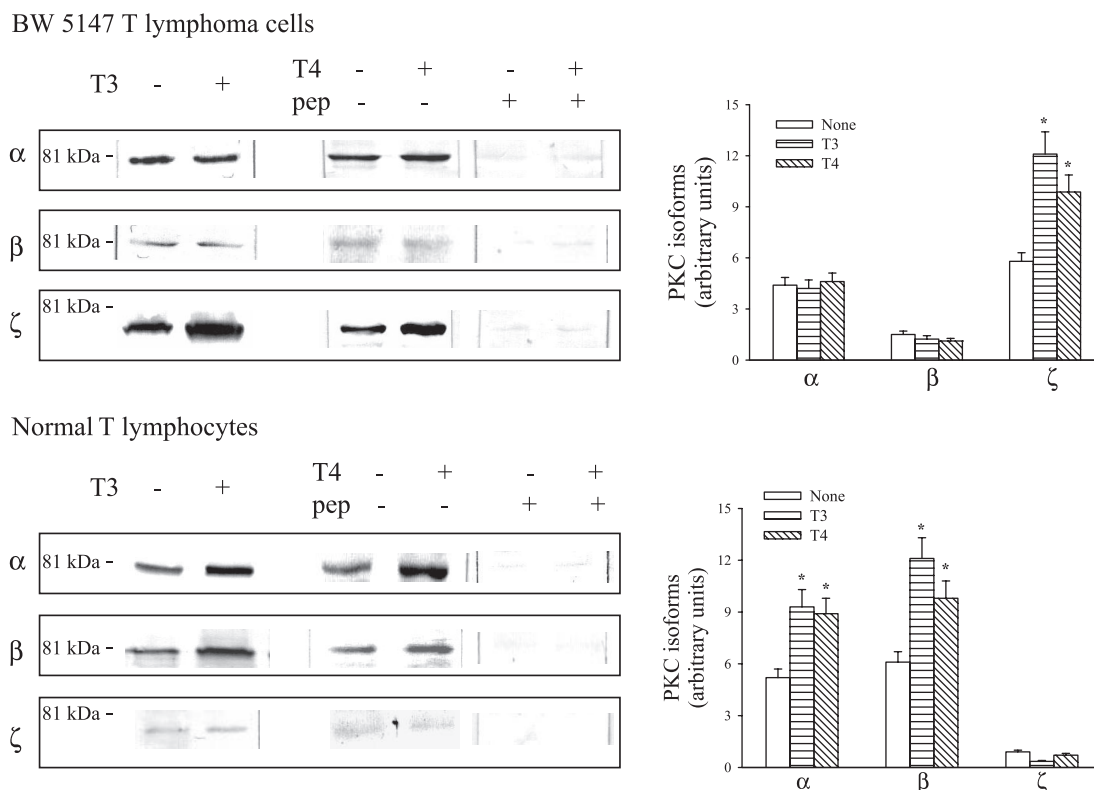 BW 5147 T lymphoma cells
T3 - +
T4 - + - +
pep - - + +
α 81 kDa -
β 81 kDa -
ζ 81 kDa -
PKC isoforms
(arbitrary units)
15
12
9
6
3
0
None
T3
T4
* *
α β ζ
Normal T lymphocytes
T3 - +
T4 - + - +
pep - - + +
α 81 kDa -
β 81 kDa -
ζ 81 kDa -
PKC isoforms
(arbitrary units)
15
12
9
6
3
0
None
T3
T4
* * * *
α β ζ